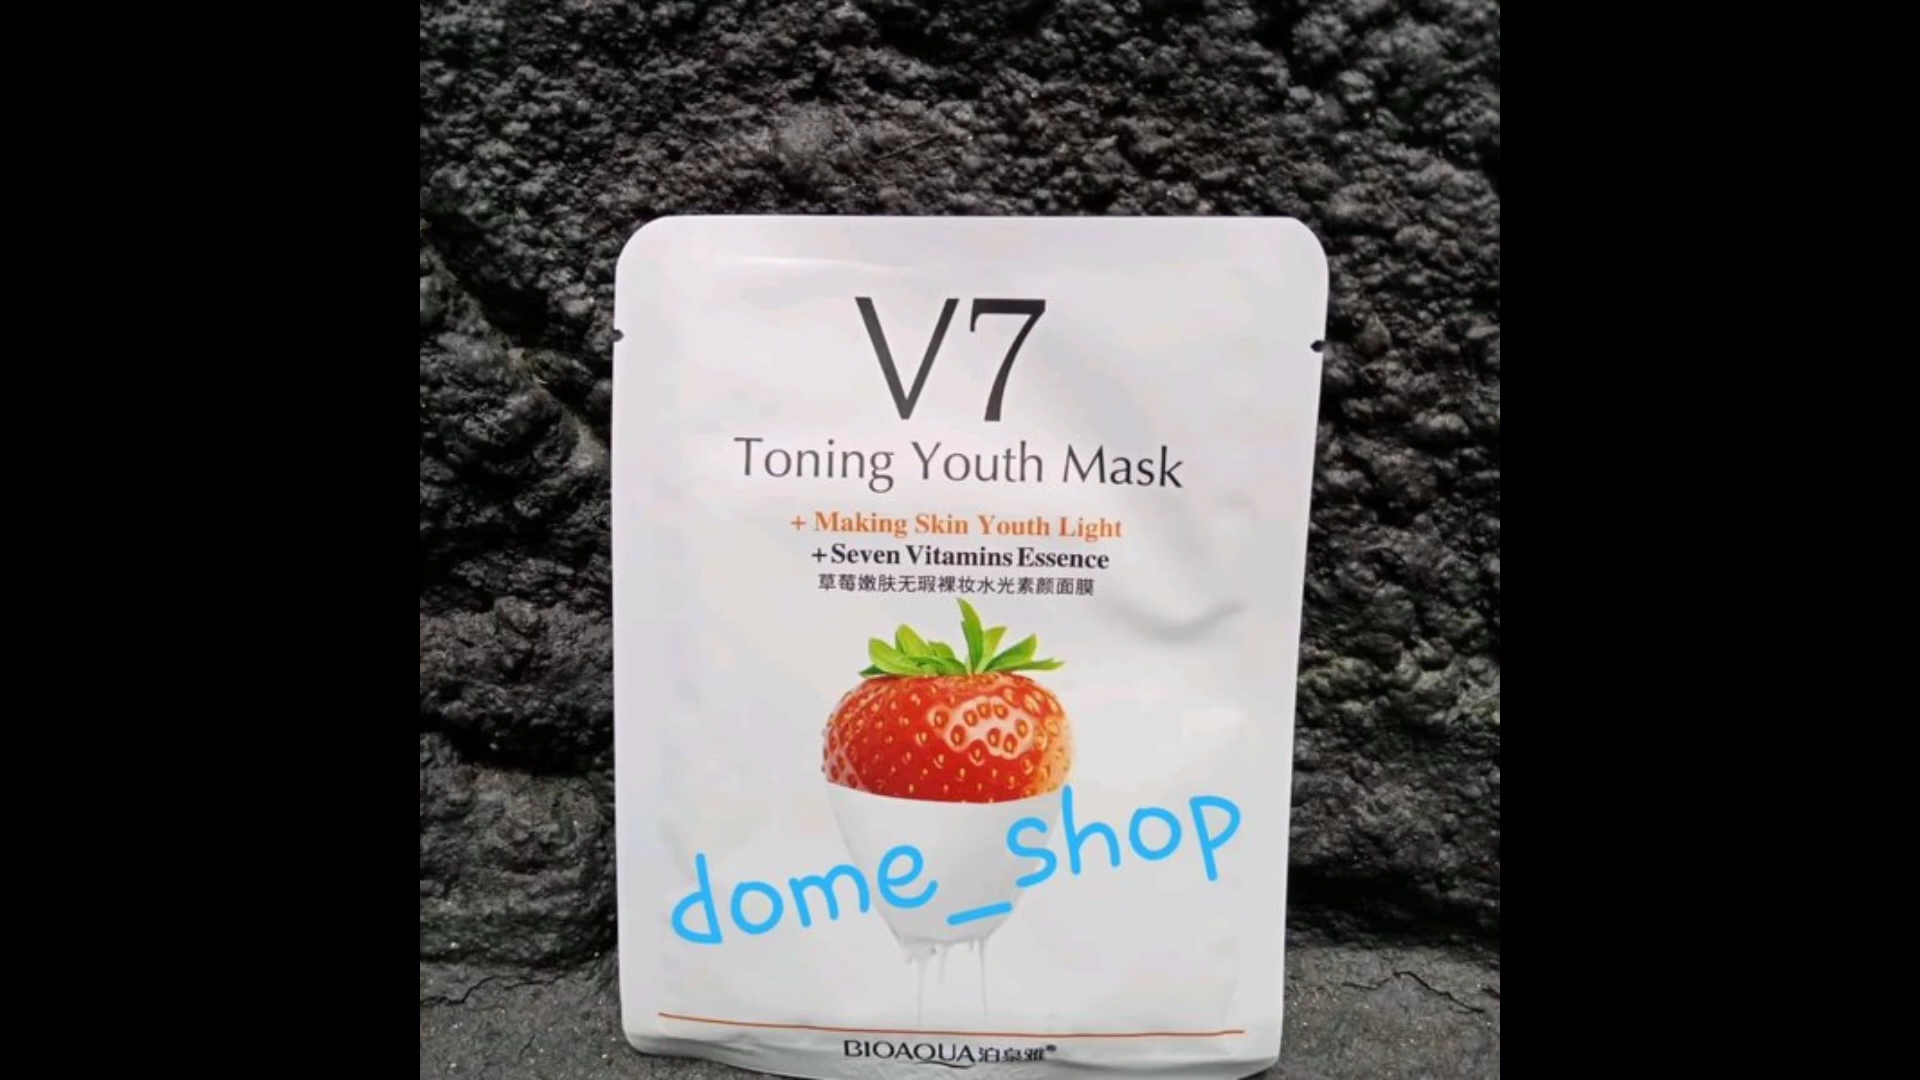 V7
Toning Youth Mask
+ Making Skin Youth Light
+Seven Vitamins Essence
草莓嫩肤无瑕裸妆水光素颜面膜
dome_shop
BIOAQUA泊泉雅®